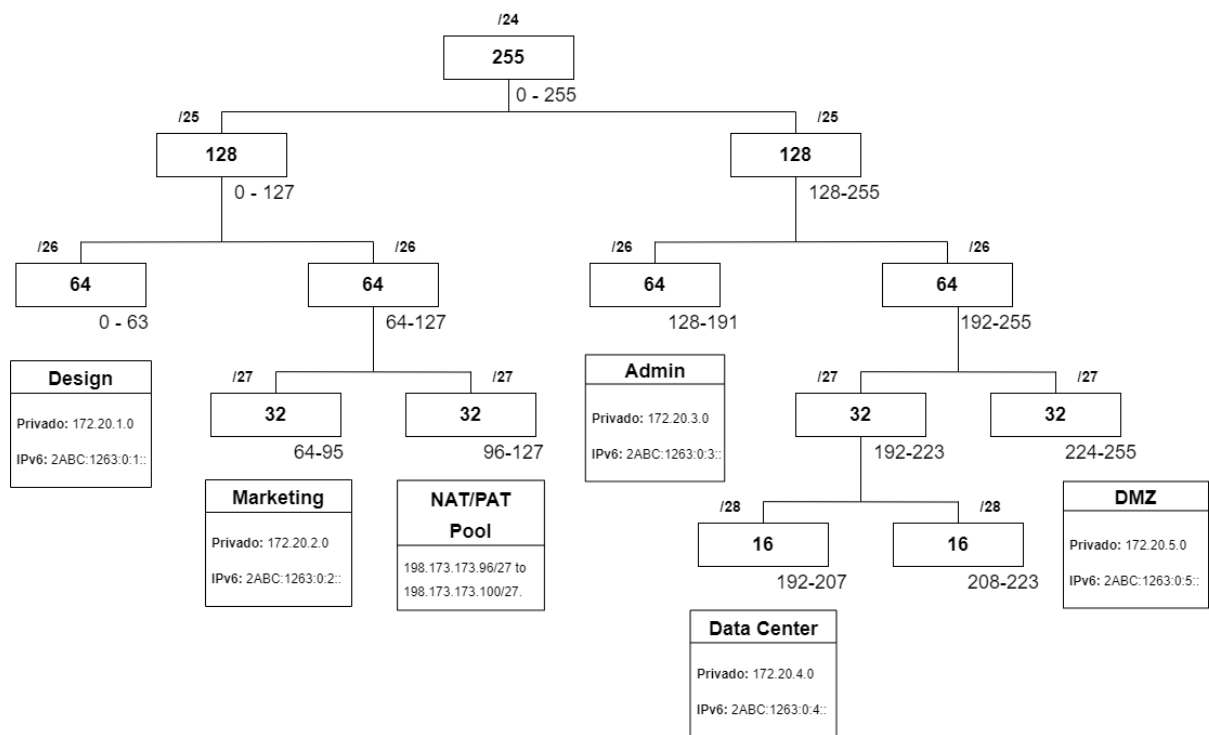 /24
255
0 - 255
/25
/25
128
128
0 - 127
128-255
/26
/26
/26
/26
64
64
64
64
0 - 63
64-127
128-191
192-255
Design
Privado: 172.20.1.0
IPv6: 2ABC:1263:0:1::
/27
/27
32
32
64-95
96-127
Admin
Privado: 172.20.3.0
IPv6: 2ABC:1263:0:3::
/27
/27
32
32
192-223
224-255
Marketing
Privado: 172.20.2.0
IPv6: 2ABC:1263:0:2::
NAT/PAT
Pool
198.173.173.96/27 to
198.173.173.100/27.
/28
/28
16
16
192-207
208-223
DMZ
Privado: 172.20.5.0
IPv6: 2ABC:1263:0:5::
Data Center
Privado: 172.20.4.0
IPv6: 2ABC:1263:0:4::